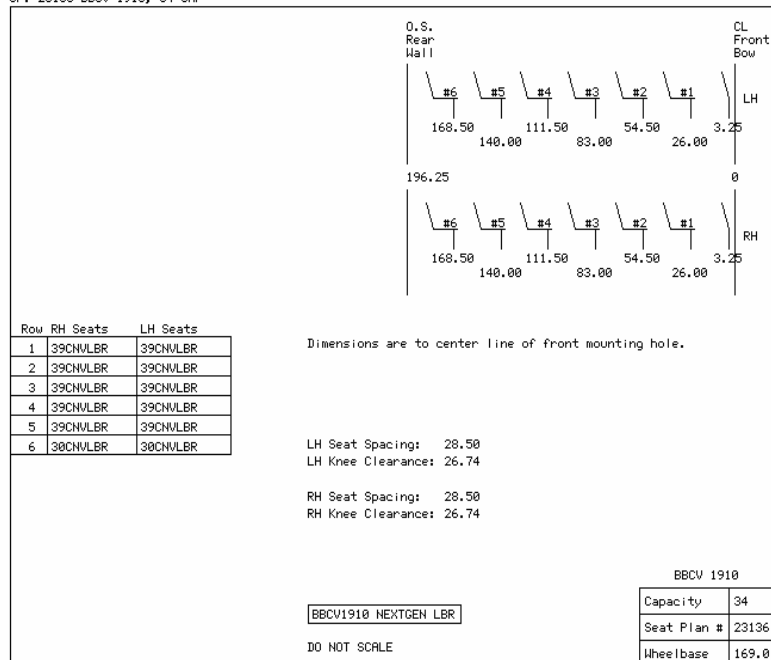 O.S. Rear Wall
CL Front Bow
#6 #5 #4 #3 #2 #1 LH
168.50 111.50 54.50 3.25
140.00 83.00 26.00
196.25 0
#6 #5 #4 #3 #2 #1 RH
168.50 111.50 54.50 3.25
140.00 83.00 26.00
Row RH Seats LH Seats
1 39CNVLBR 39CNVLBR
2 39CNVLBR 39CNVLBR
3 39CNVLBR 39CNVLBR
4 39CNVLBR 39CNVLBR
5 39CNVLBR 39CNVLBR
6 30CNVLBR 30CNVLBR
Dimensions are to center line of front mounting hole.
LH Seat Spacing: 28.50
LH Knee Clearance: 26.74
RH Seat Spacing: 28.50
RH Knee Clearance: 26.74
BBCV1910 NEXTGEN LBR
DO NOT SCALE
BBCV 1910
Capacity 34
Seat Plan # 23136
Wheelbase 169.0